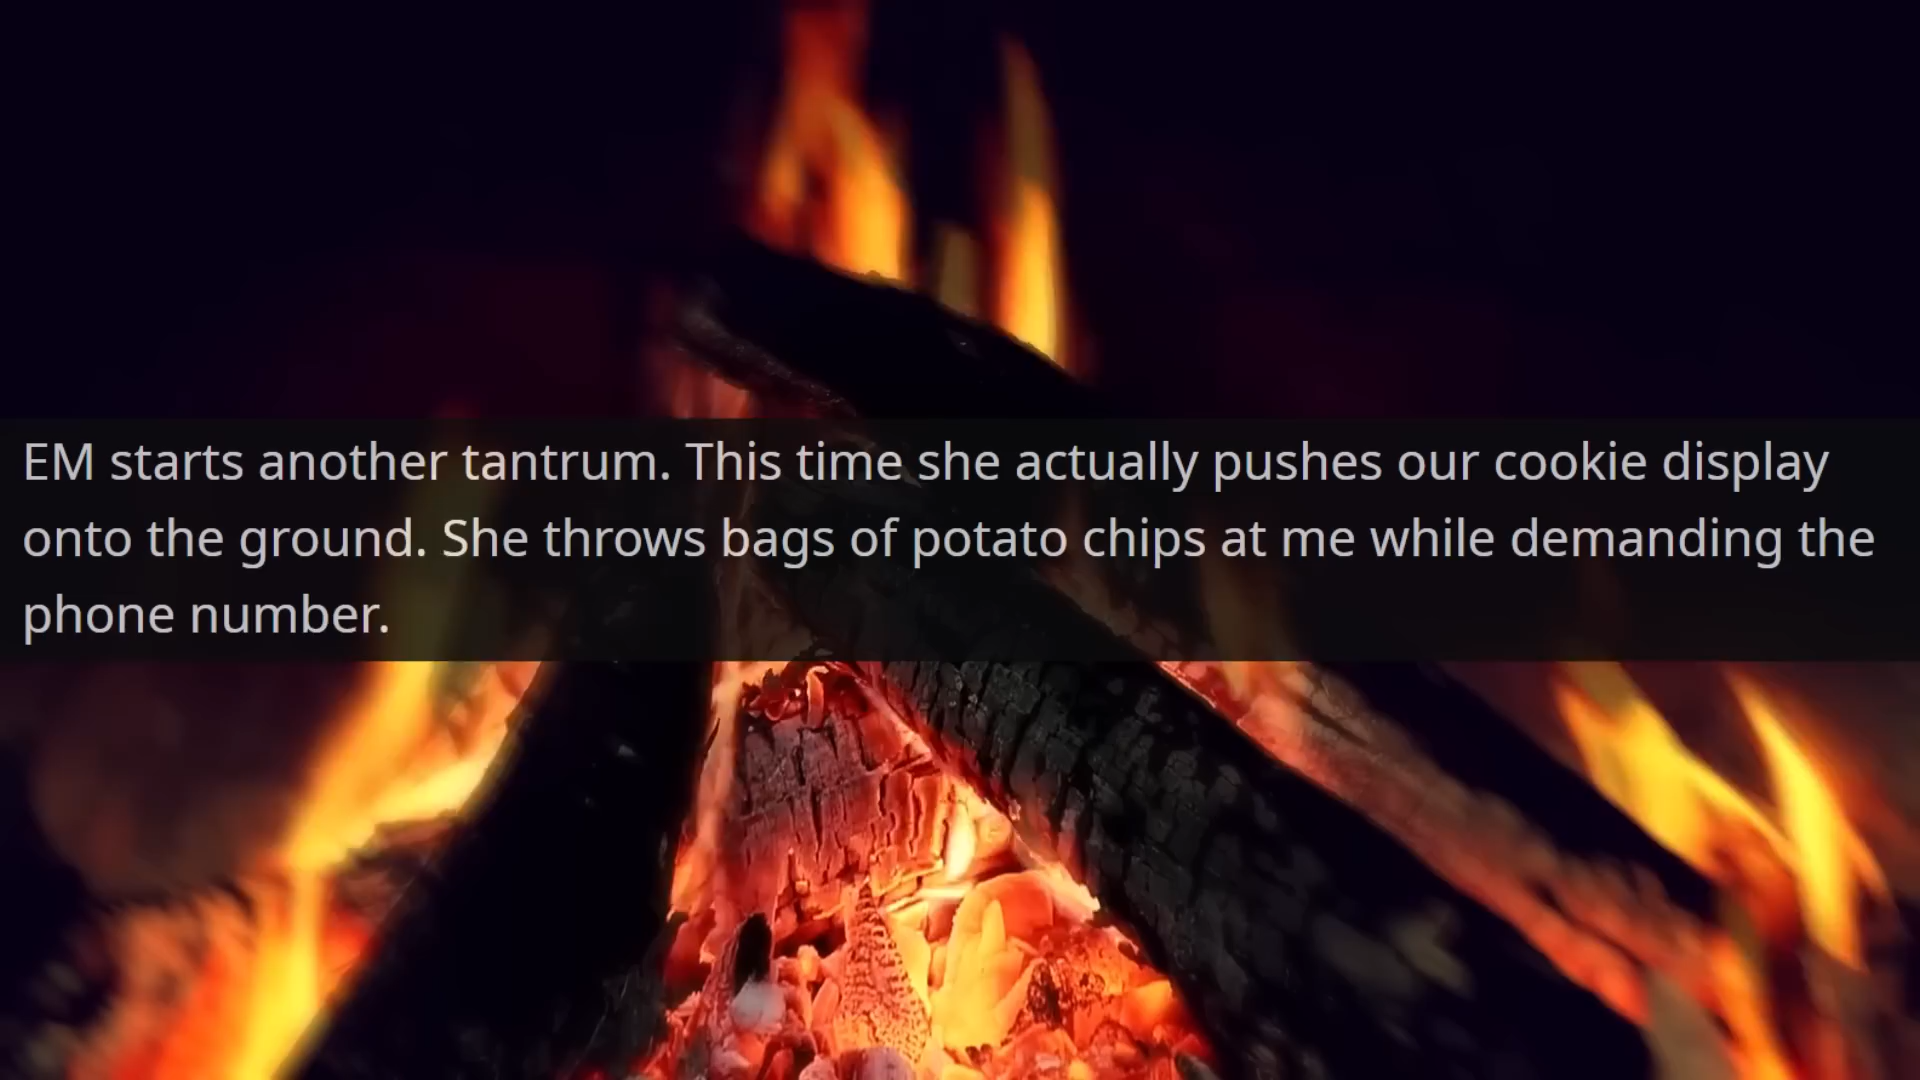 EM starts another tantrum. This time she actually pushes our cookie display
onto the ground. She throws bags of potato chips at me while demanding the
phone number.